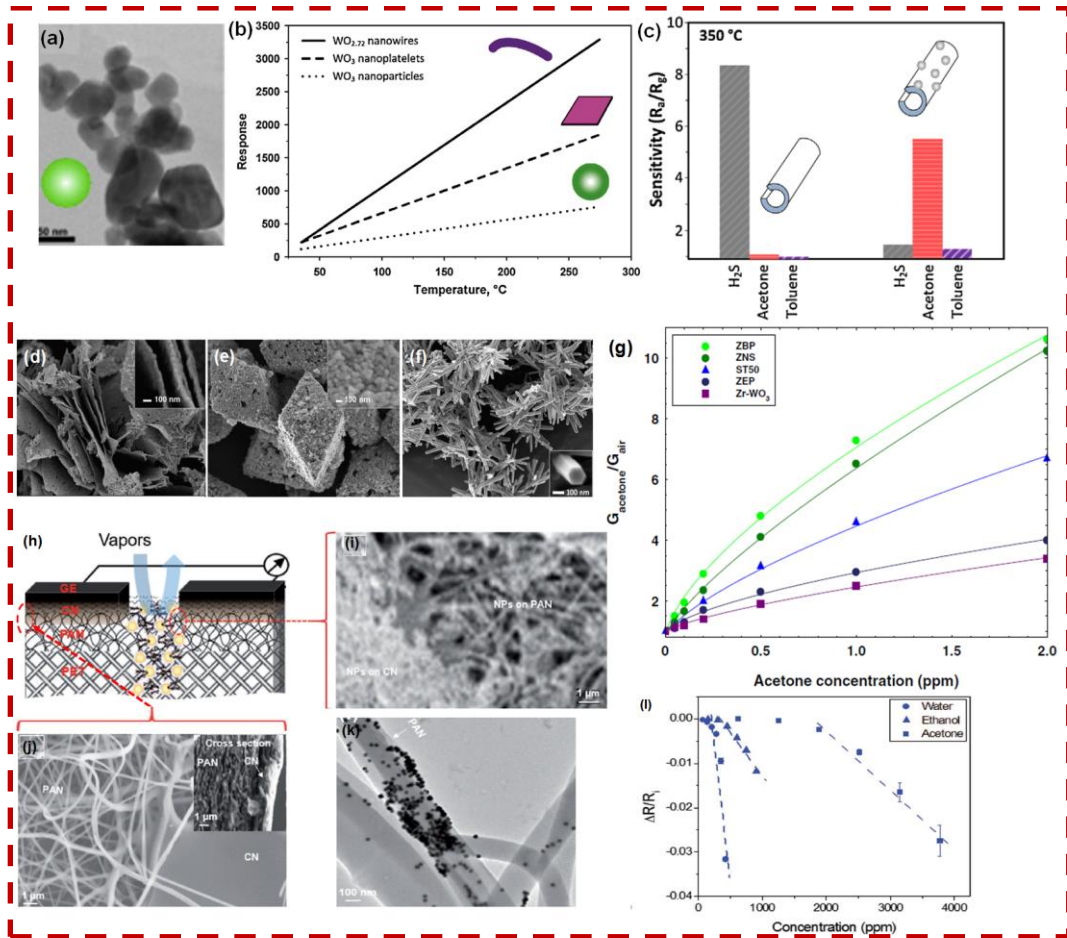 (a)
50 nm
(b)
3500
3000
2500
2000
1500
1000
500
0
Response
WO2.72 nanowires
WO3 nanoplatelets
WO3 nanoparticles
50
100
150
200
250
300
Temperature, °C
(c)
350 °C
10
8
6
4
2
Sensitivity (Ra/Rg)
H2S
Acetone
Toluene
H2S
Acetone
Toluene
(d)
100 nm
(e)
(f)
100 nm
(g)
10
8
6
4
2
Gacetone/Gair
ZBP
ZNS
ST50
ZEP
Zr-WO3
0
0.5
1.0
1.5
2.0
Acetone concentration (ppm)
(h)
Vapors
GE
CN
PAN
PET
(i)
NPs on PAN
NPs on CN
1 µm
(j)
PAN
Cross section
PAN
CN
1 µm
CN
1 µm
(k)
PAN
100 nm
(l)
0.00
-0.01
-0.02
-0.03
-0.04
ΔR/Ri
Water
Ethanol
Acetone
0
1000
2000
3000
4000
Concentration (ppm)